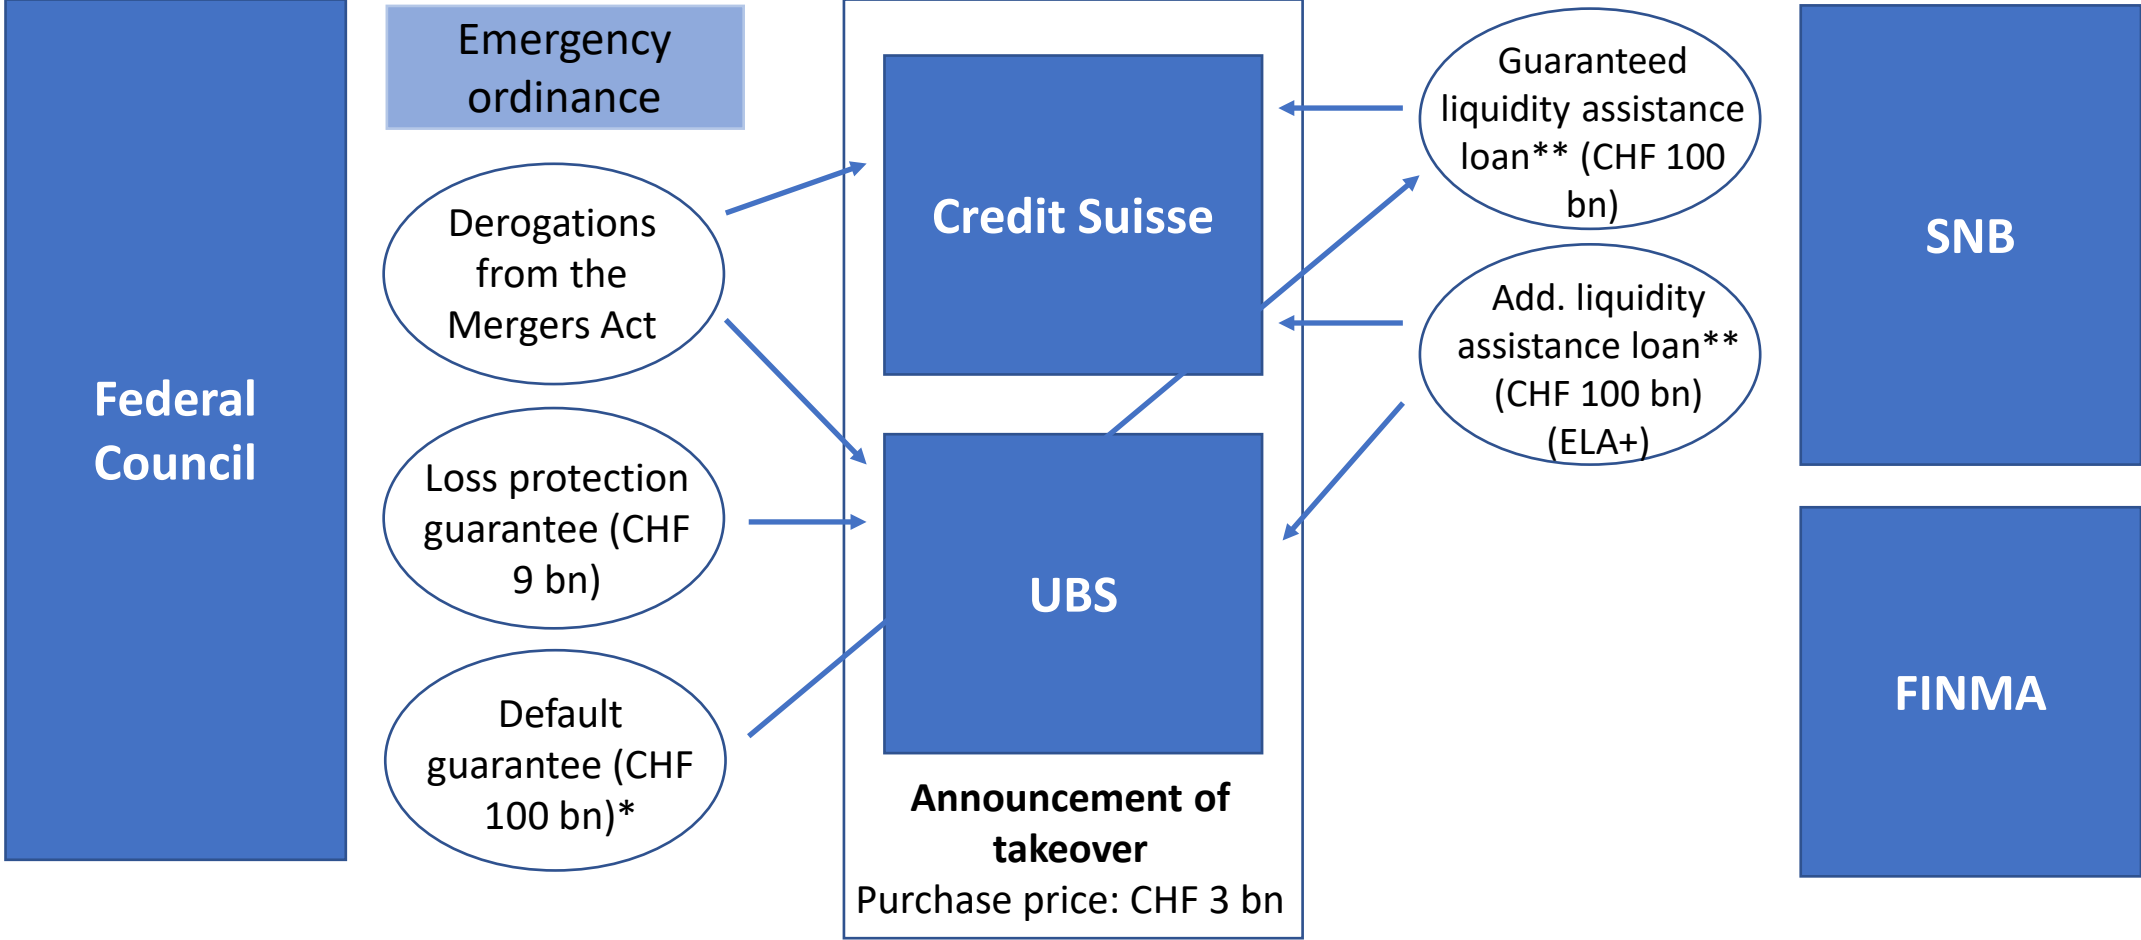 Federal
Council
Emergency
ordinance
Derogations
from the
Mergers Act
Loss protection
guarantee (CHF
9 bn)
Default
guarantee (CHF
100 bn)*
Credit Suisse
UBS
Announcement of
takeover
Purchase price: CHF 3 bn
Guaranteed
liquidity assistance
loan** (CHF 100
bn)
Add. liquidity
assistance loan**
(CHF 100 bn)
(ELA+)
SNB
FINMA